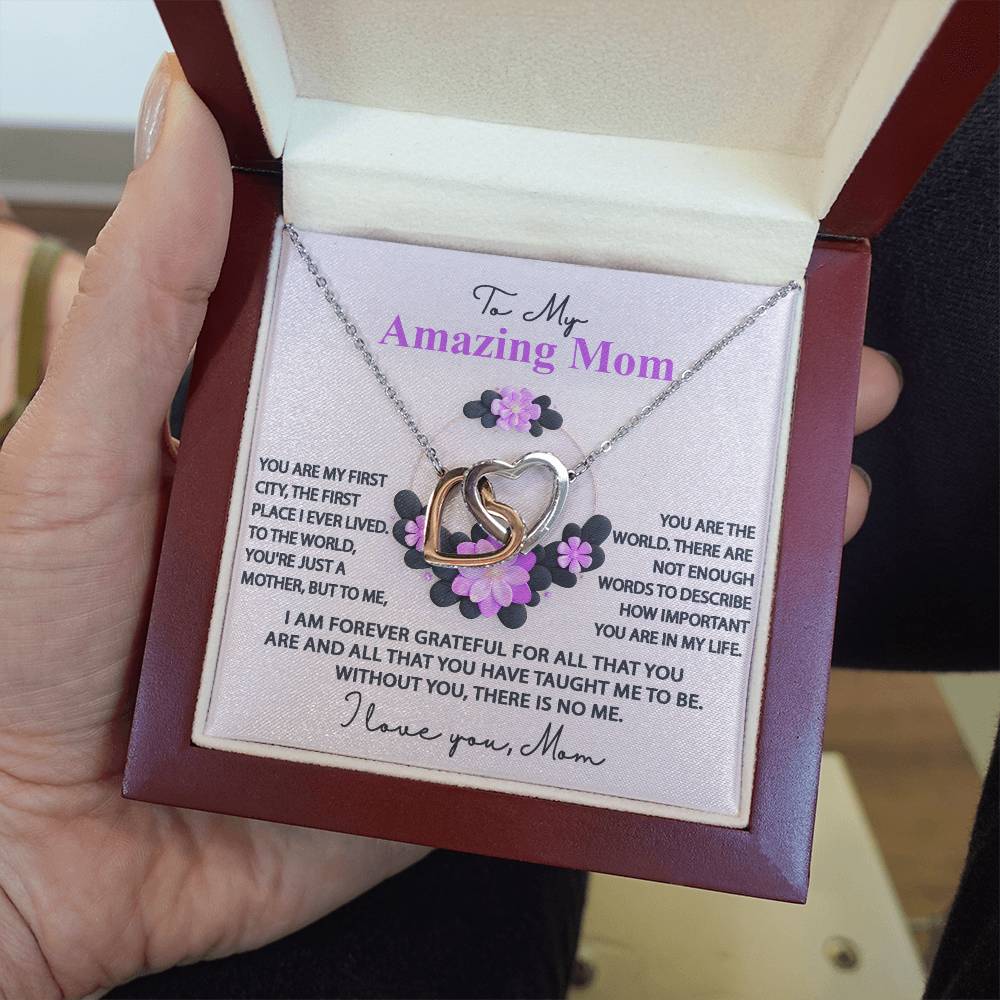 To My
Amazing Mom
YOU ARE MY FIRST
CITY, THE FIRST
PLACE I EVER LIVED.
TO THE WORLD,
YOU'RE JUST A
MOTHER, BUT TO ME,
YOU ARE THE
WORLD. THERE ARE
NOT ENOUGH
WORDS TO DESCRIBE
HOW IMPORTANT
YOU ARE IN MY LIFE.
I AM FOREVER GRATEFUL FOR ALL THAT YOU
ARE AND ALL THAT YOU HAVE TAUGHT ME TO BE.
WITHOUT YOU, THERE IS NO ME.
I love you, Mom